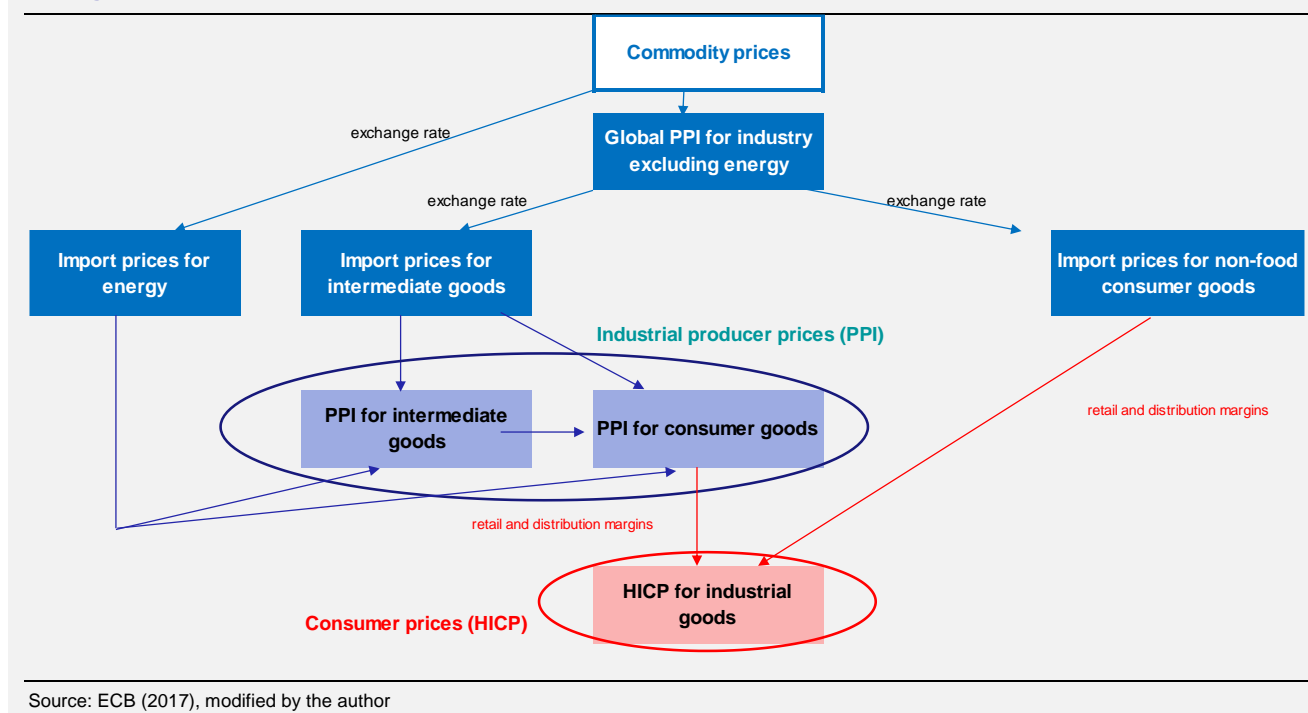 Commodity prices
exchange rate
Global PPI for industry
excluding energy
exchange rate
exchange rate
Import prices for
energy
Import prices for
intermediate goods
Import prices for non-food
consumer goods
Industrial producer prices (PPI)
PPI for intermediate
goods
PPI for consumer goods
retail and distribution margins
retail and distribution margins
HICP for industrial
goods
Consumer prices (HICP)
Source: ECB (2017), modified by the author